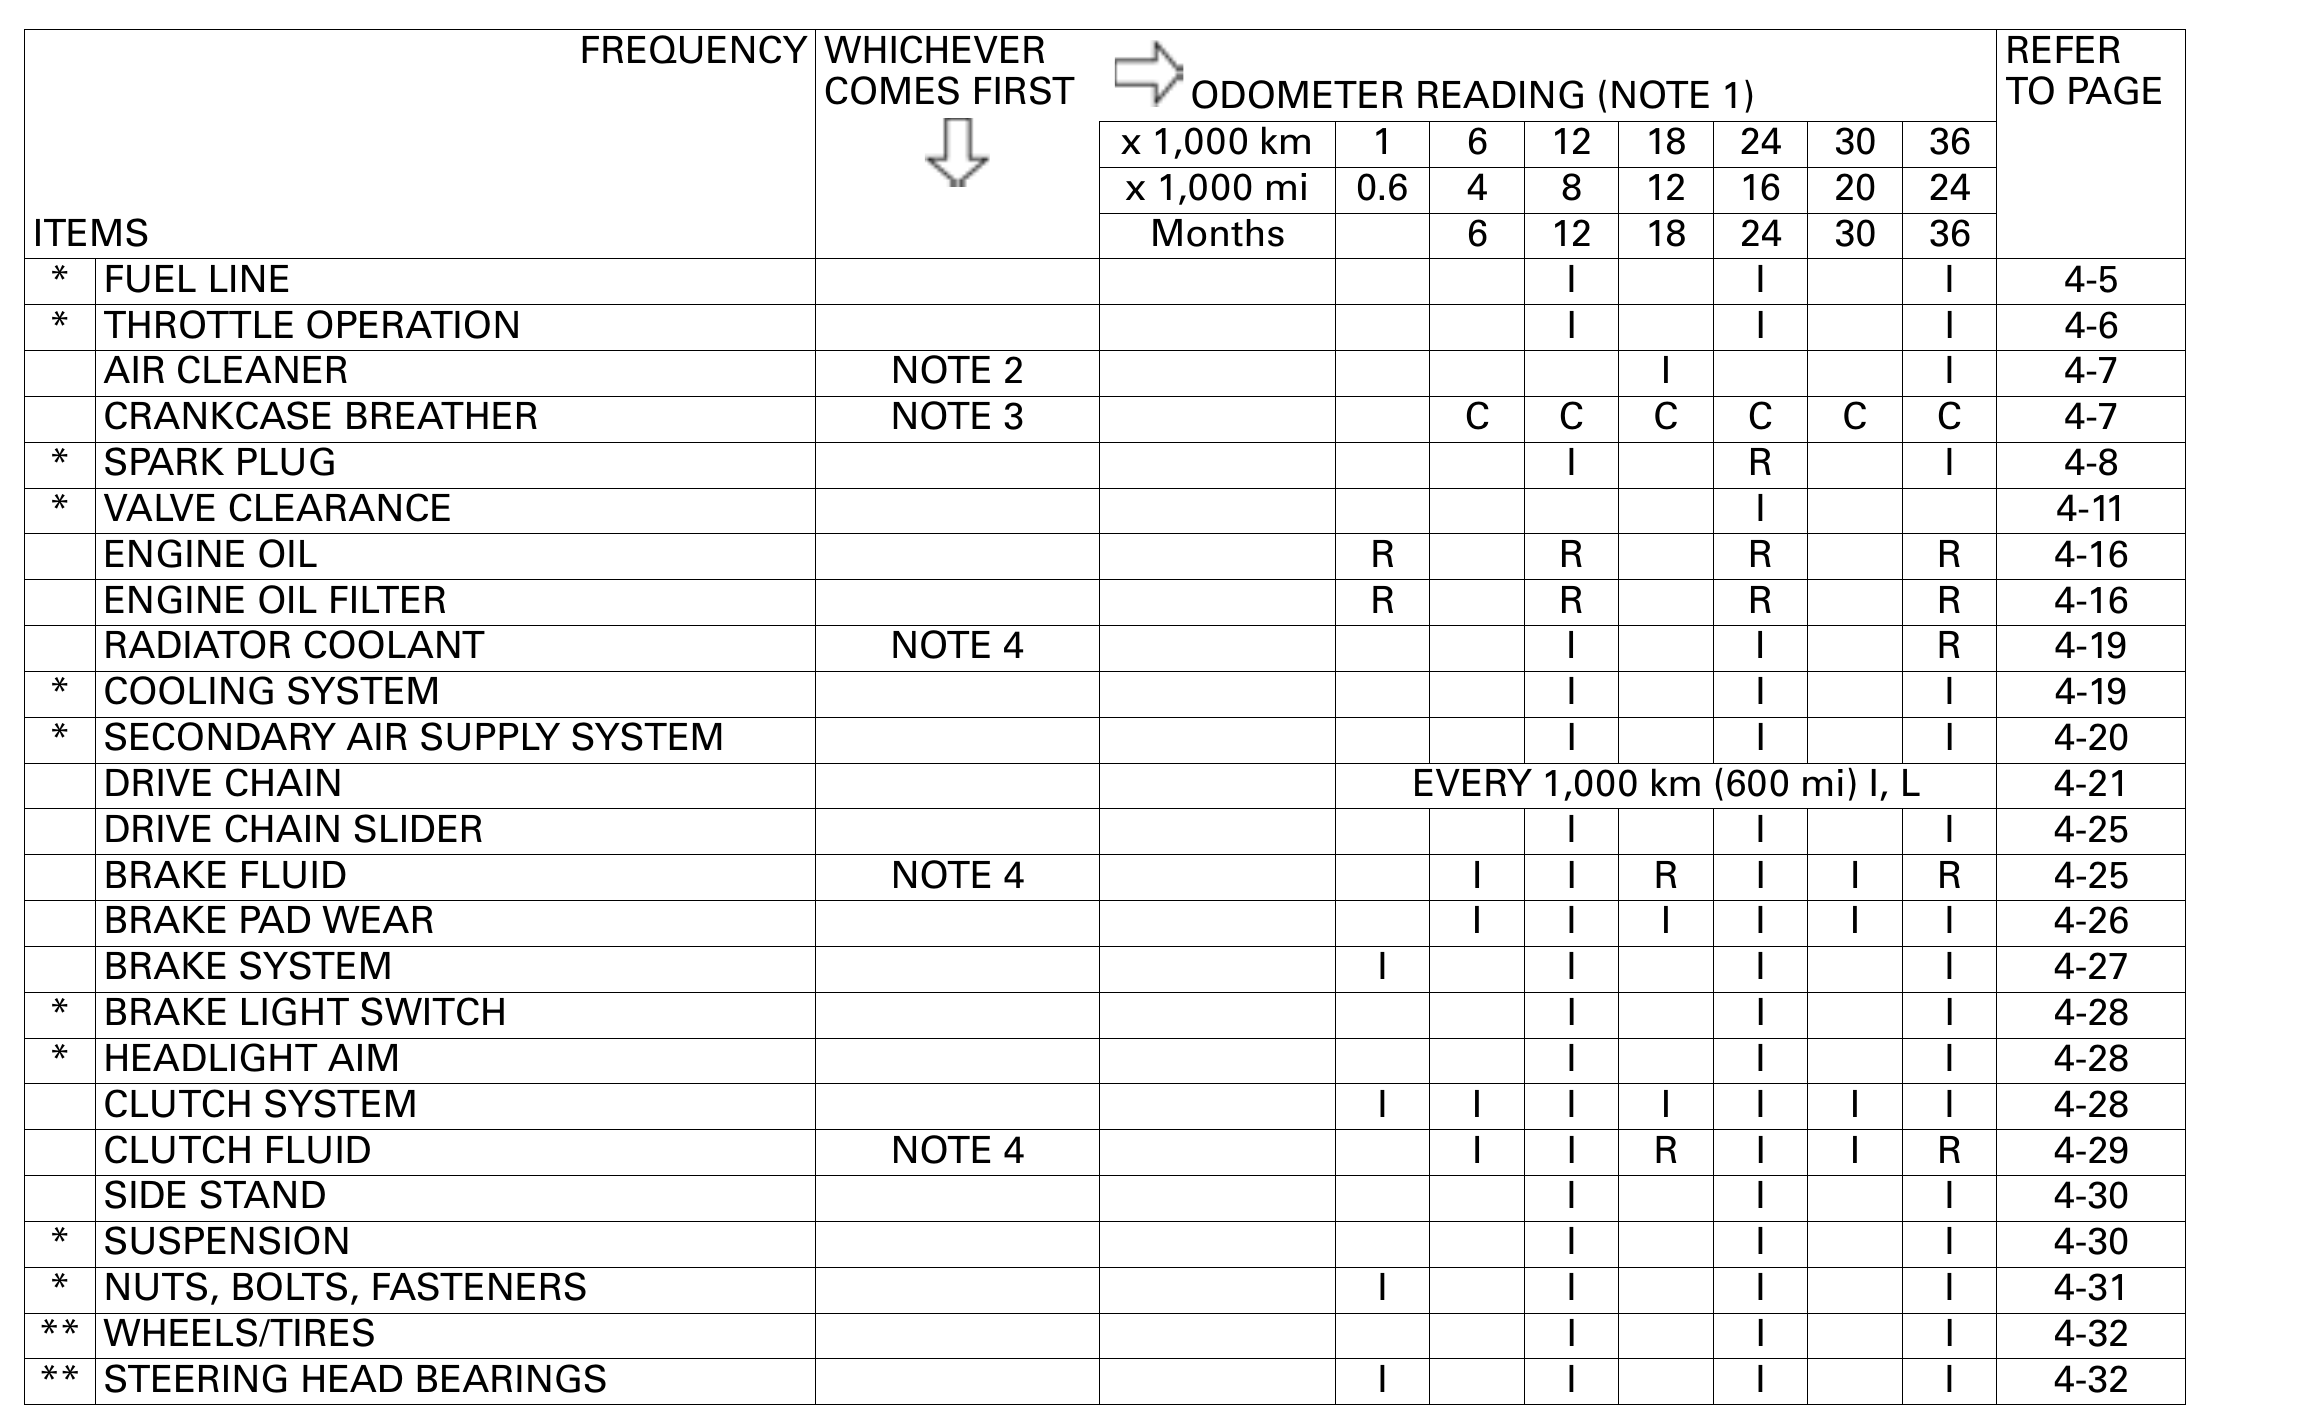 FREQUENCY WHICHEVER COMES FIRST ODOMETER READING (NOTE 1) REFER TO PAGE
x 1,000 km 1 6 12 18 24 30 36
x 1,000 mi 0.6 4 8 12 16 20 24
ITEMS Months 6 12 18 24 30 36
* FUEL LINE I I I 4-5
* THROTTLE OPERATION I I I 4-6
AIR CLEANER NOTE 2 I I 4-7
CRANKCASE BREATHER NOTE 3 C C C C C C 4-7
* SPARK PLUG I R I 4-8
* VALVE CLEARANCE I 4-11
ENGINE OIL R R R R 4-16
ENGINE OIL FILTER R R R R 4-16
RADIATOR COOLANT NOTE 4 I I R 4-19
* COOLING SYSTEM I I I 4-19
* SECONDARY AIR SUPPLY SYSTEM I I I 4-20
DRIVE CHAIN EVERY 1,000 km (600 mi) I, L 4-21
DRIVE CHAIN SLIDER I I I 4-25
BRAKE FLUID NOTE 4 I I R I I R 4-25
BRAKE PAD WEAR I I I I I I 4-26
BRAKE SYSTEM I I I I 4-27
* BRAKE LIGHT SWITCH I I I 4-28
* HEADLIGHT AIM I I I 4-28
CLUTCH SYSTEM I I I I I I I 4-28
CLUTCH FLUID NOTE 4 I I R I I R 4-29
SIDE STAND I I I 4-30
* SUSPENSION I I I 4-30
* NUTS, BOLTS, FASTENERS I I I I 4-31
** WHEELS/TIRES I I I 4-32
** STEERING HEAD BEARINGS I I I I 4-32